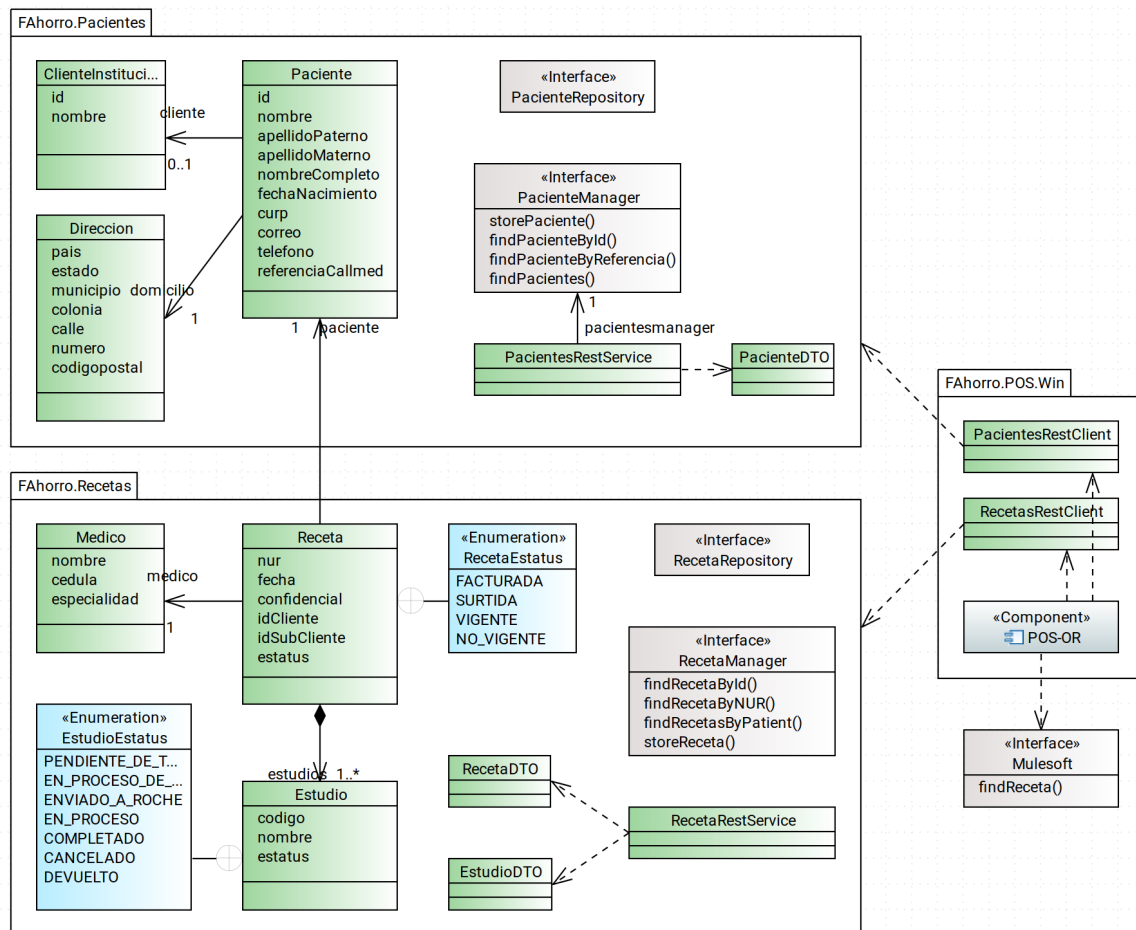 FAhorro.Pacientes
ClienteInstituci...
id
nombre
cliente
0..1
Paciente
id
nombre
apellidoPaterno
apellidoMaterno
nombreCompleto
fechaNacimiento
curp
correo
telefono
referenciaCallmed
«Interface»
PacienteRepository
Direccion
pais
estado
municipio
colonia
calle
numero
codigopostal
domicilio
1
«Interface»
PacienteManager
storePaciente()
findPacienteById()
findPacienteByReferencia()
findPacientes()
1
pacientesmanager
PacientesRestService
PacienteDTO
1
paciente
FAhorro.POS.Win
PacientesRestClient
RecetasRestClient
«Component»
POS-OR
«Interface»
Mulesoft
findReceta()
FAhorro.Recetas
Medico
nombre
cedula
especialidad
medico
1
Receta
nur
fecha
confidencial
idCliente
idSubCliente
estatus
«Enumeration»
RecetaEstatus
FACTURADA
SURTIDA
VIGENTE
NO_VIGENTE
«Interface»
RecetaRepository
«Interface»
RecetaManager
findRecetaById()
findRecetaByNUR()
findRecetasByPatient()
storeReceta()
«Enumeration»
EstudioEstatus
PENDIENTE_DE_T...
EN_PROCESO_DE_...
ENVIADO_A_ROCHE
EN_PROCESO
COMPLETADO
CANCELADO
DEVUELTO
estudios
1..*
Estudio
codigo
nombre
estatus
RecetaDTO
RecetaRestService
EstudioDTO